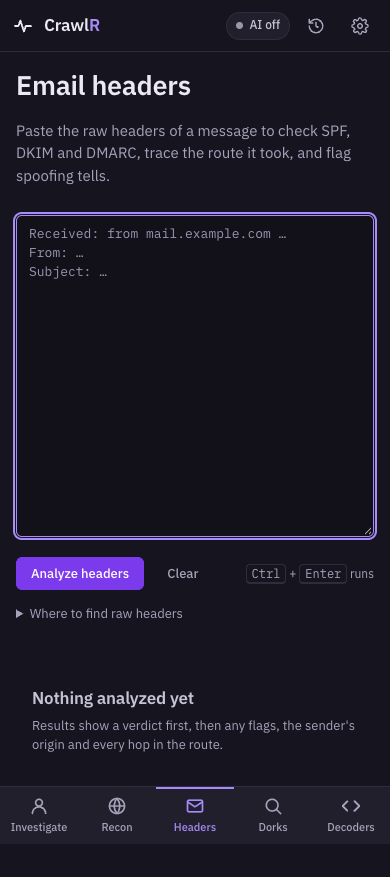 CrawlR
AI off
Email headers
Paste the raw headers of a message to check SPF,
DKIM and DMARC, trace the route it took, and flag
spoofing tells.
Received: from mail.example.com …
From: …
Subject: …
Analyze headers
Clear
Ctrl + Enter runs
Where to find raw headers
Nothing analyzed yet
Results show a verdict first, then any flags, the sender's
origin and every hop in the route.
Investigate
Recon
Headers
Dorks
Decoders